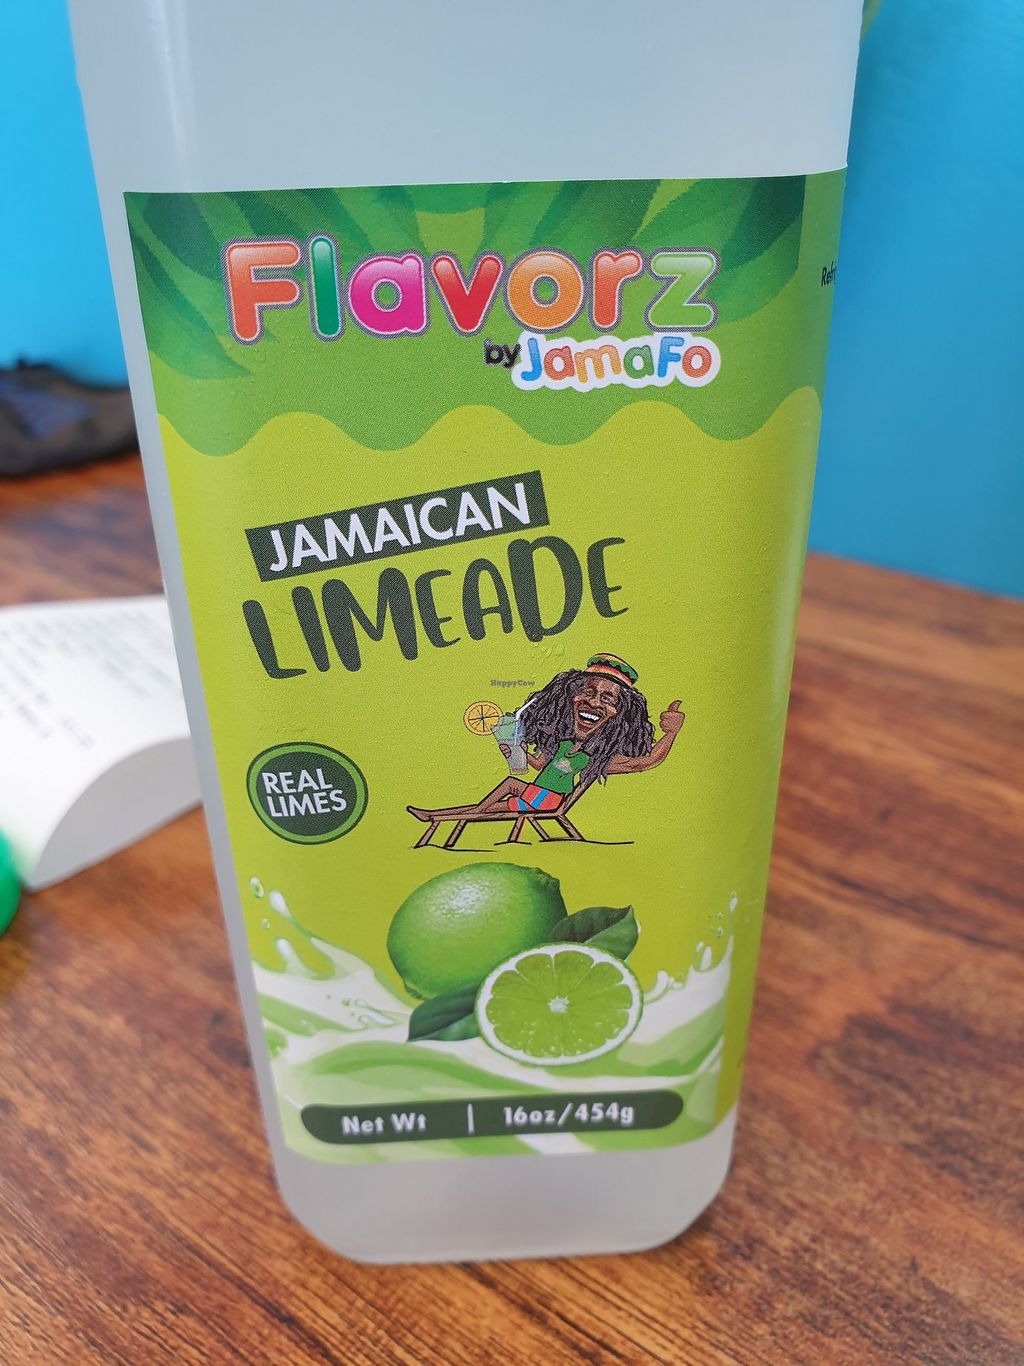 Flavorz
by JamaFo
JAMAICAN
LIMEADE
HappyCow
REAL
LIMES
Net Wt | 16oz/454g